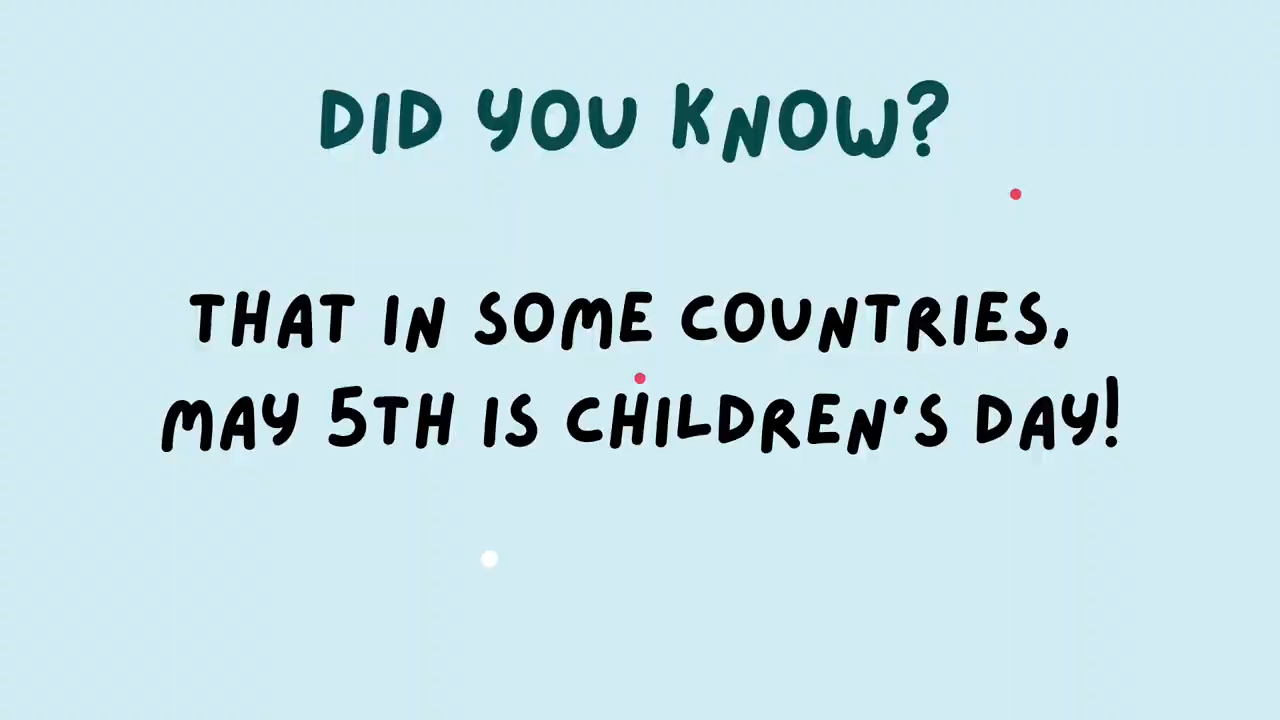 DID YOU KNOW?
THAT IN SOME COUNTRIES,
MAY 5TH IS CHILDREN'S DAY!